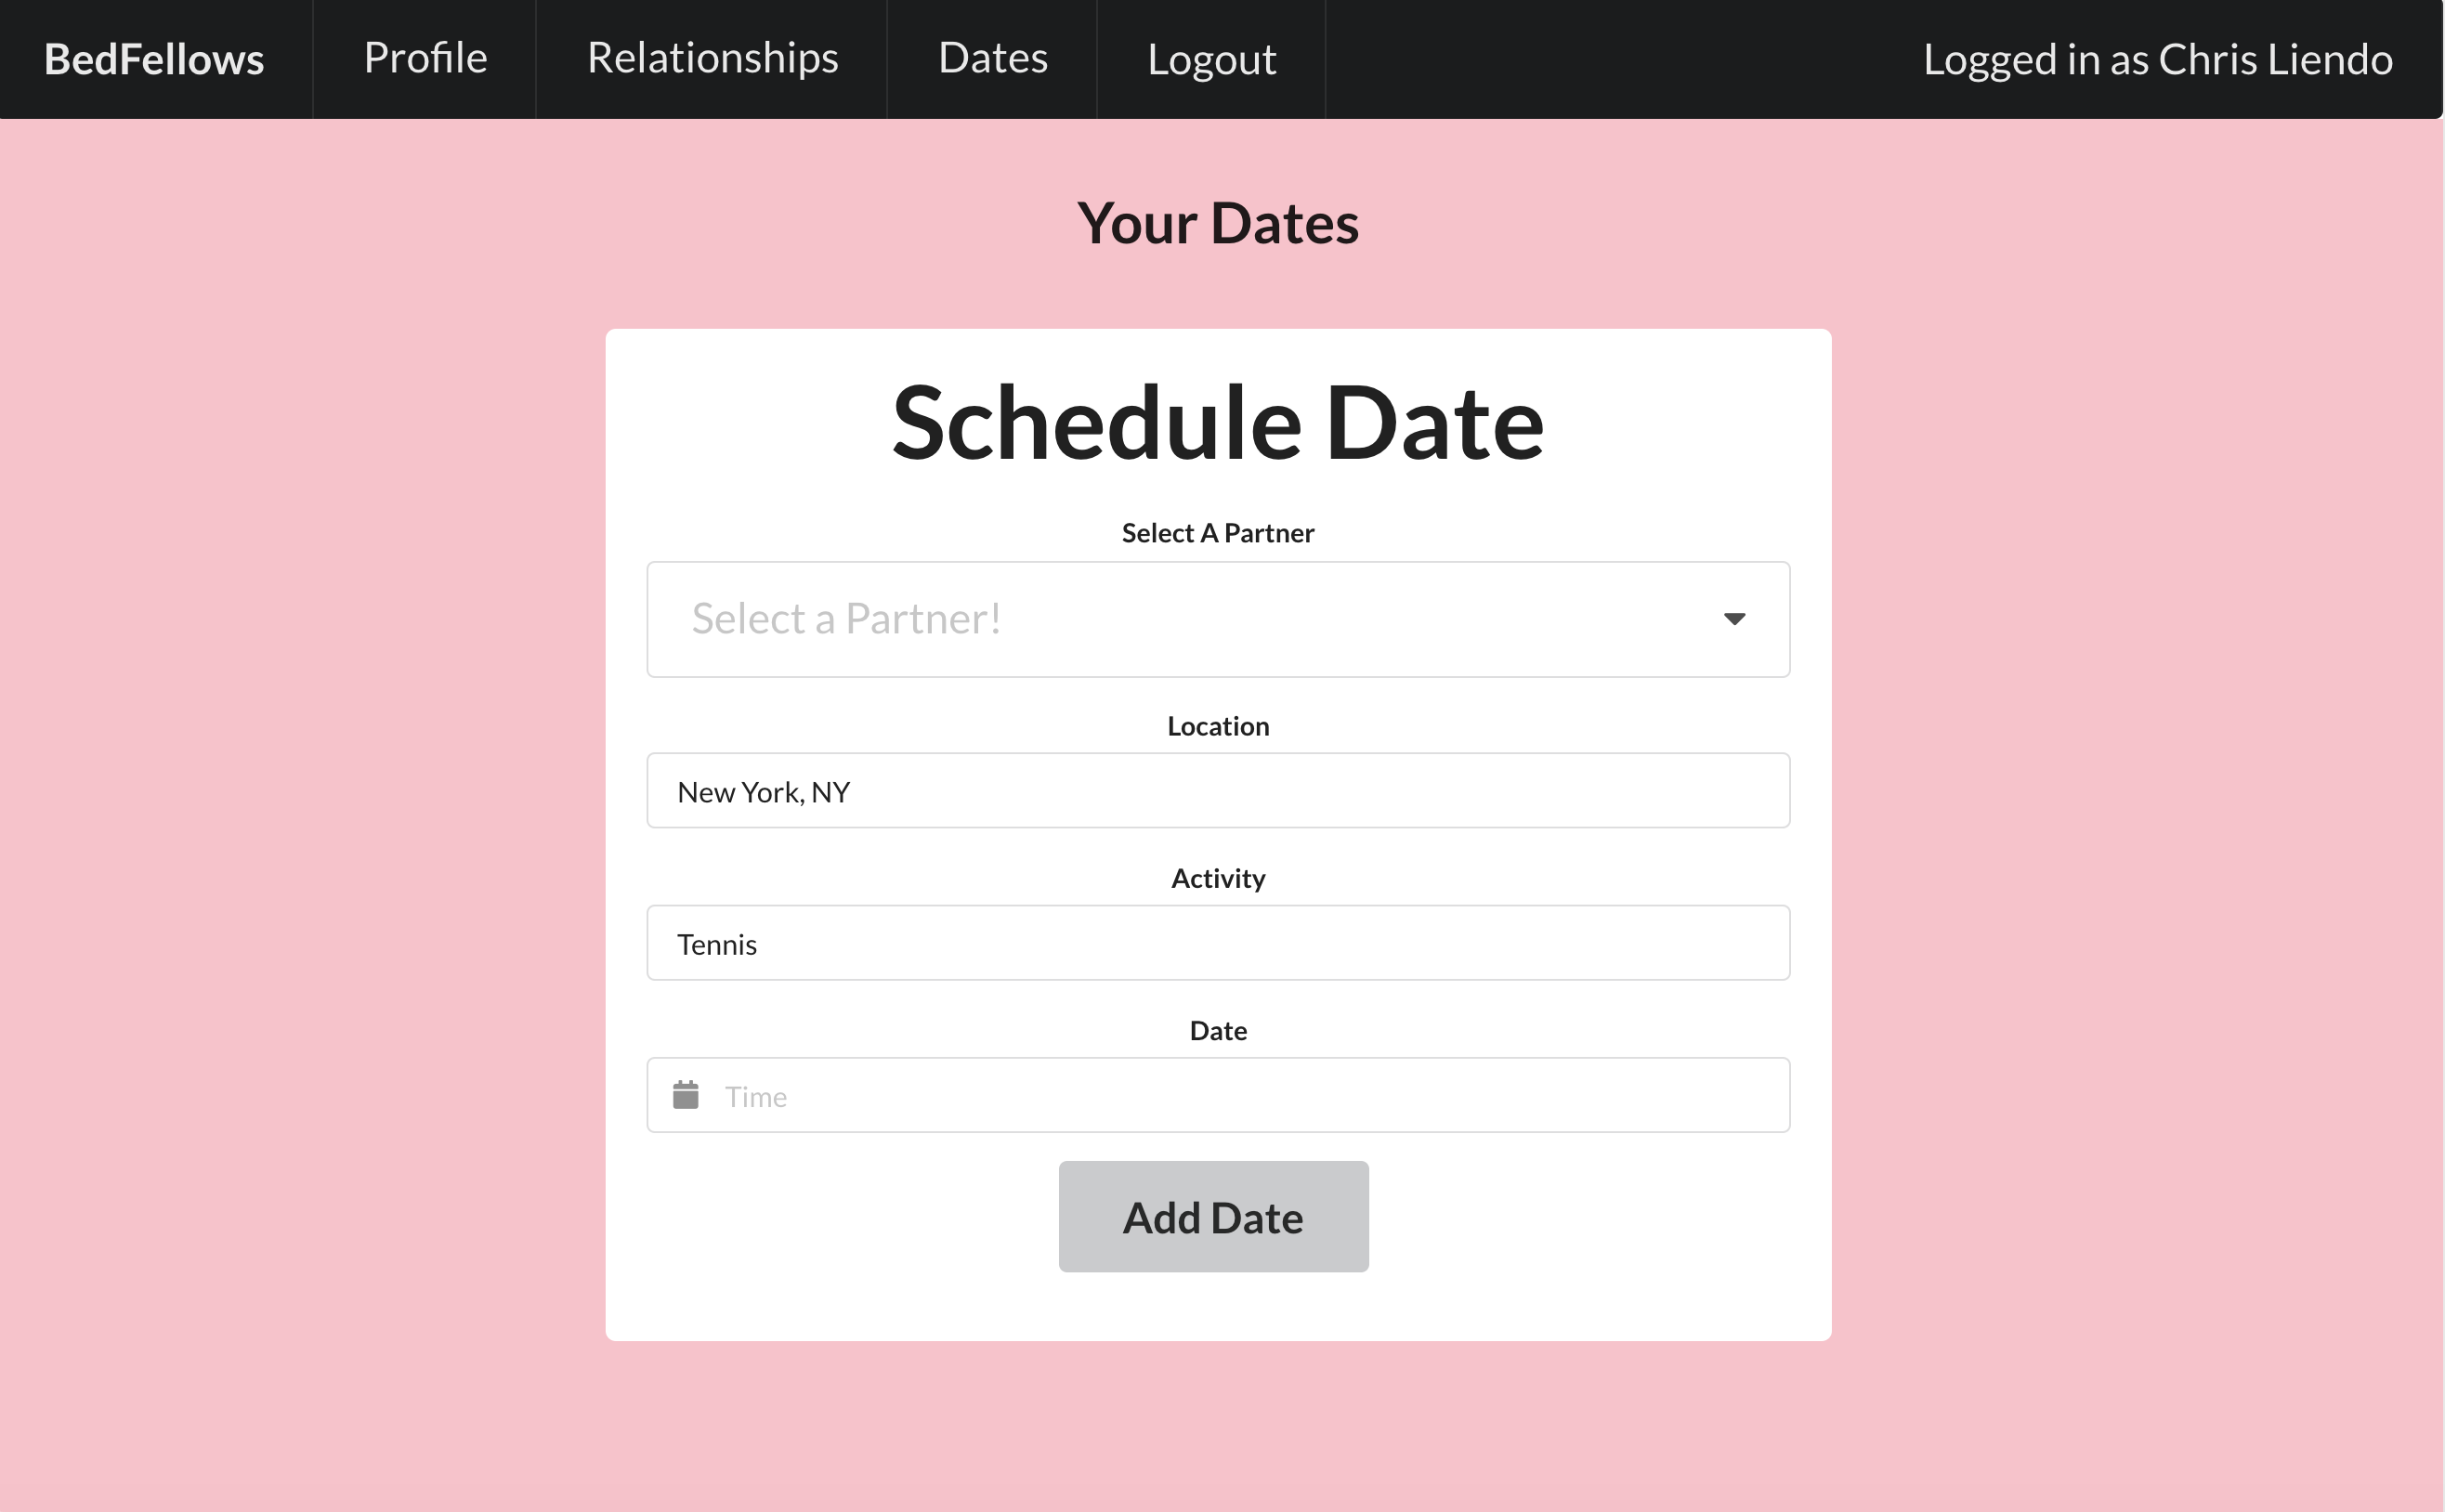 BedFellows Profile Relationships Dates Logout Logged in as Chris Liendo
Your Dates
Schedule Date
Select A Partner
Select a Partner!
Location
New York, NY
Activity
Tennis
Date
Time
Add Date